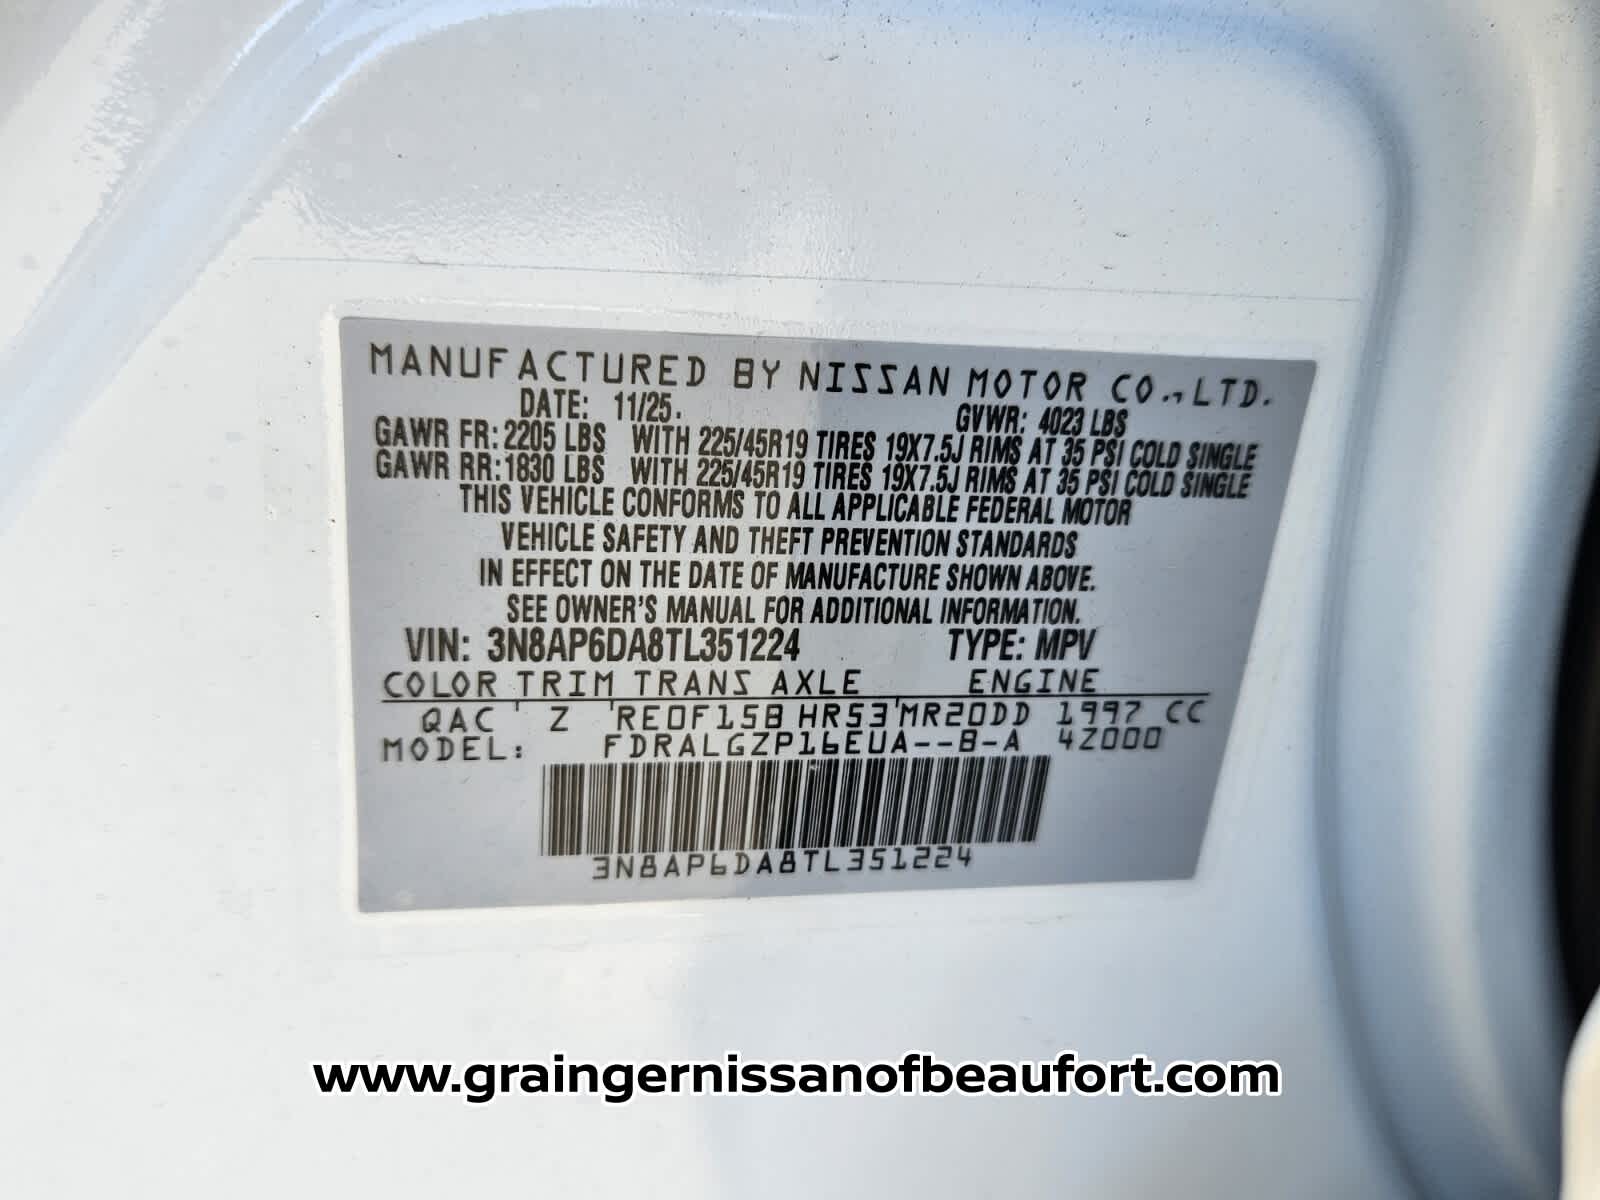 MANUFACTURED BY NISSAN MOTOR CO., LTD.
DATE: 11/25. GVWR: 4023 LBS
GAWR FR: 2205 LBS WITH 225/45R19 TIRES 19X7.5J RIMS AT 35 PSI COLD SINGLE
GAWR RR: 1830 LBS WITH 225/45R19 TIRES 19X7.5J RIMS AT 35 PSI COLD SINGLE
THIS VEHICLE CONFORMS TO ALL APPLICABLE FEDERAL MOTOR
VEHICLE SAFETY AND THEFT PREVENTION STANDARDS
IN EFFECT ON THE DATE OF MANUFACTURE SHOWN ABOVE.
SEE OWNER'S MANUAL FOR ADDITIONAL INFORMATION.
VIN: 3N8AP6DA8TL351224 TYPE: MPV
COLOR TRIM TRANS AXLE ENGINE
QAC Z RE0F15B HR53 MR20DD 1997 CC
MODEL: FDRALGZP16EUA--B-A 4Z000
3N8AP6DA8TL351224
www.graingernissanofbeaufort.com